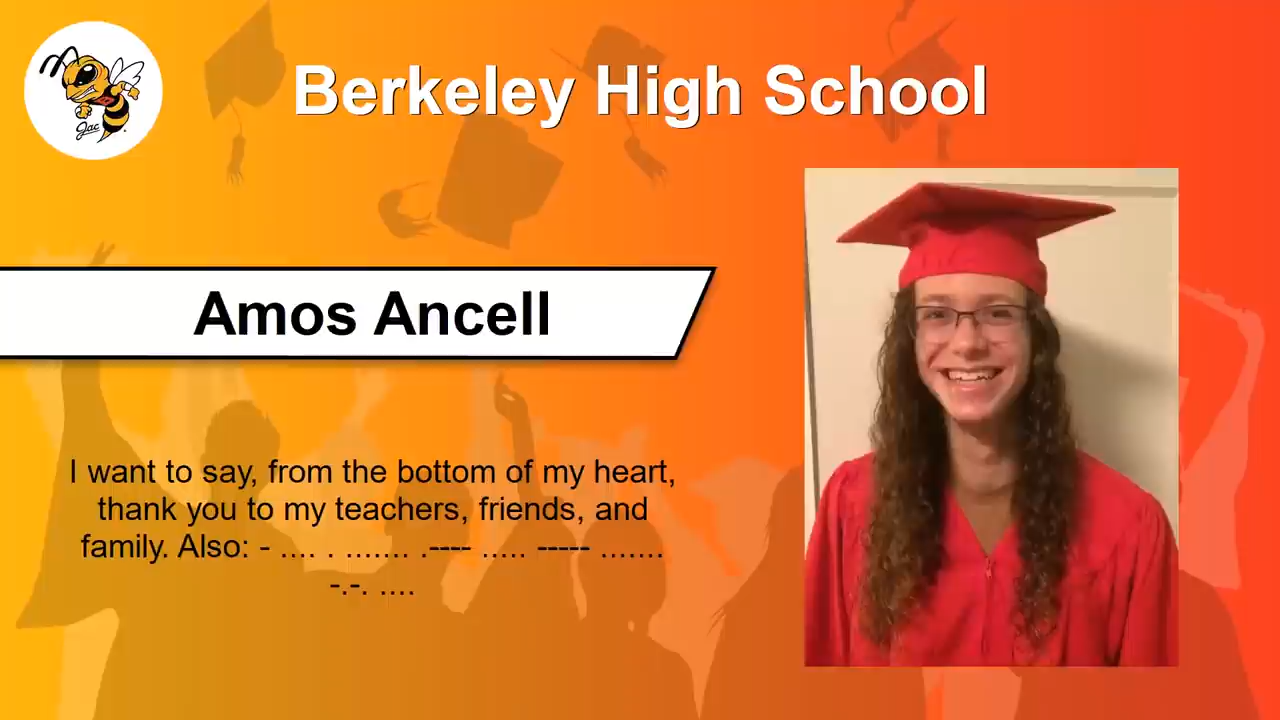 Jac
Berkeley High School
Amos Ancell
I want to say, from the bottom of my heart,
thank you to my teachers, friends, and
family. Also: - .... . ....... .---- ..... ----- .......
-.-. ....